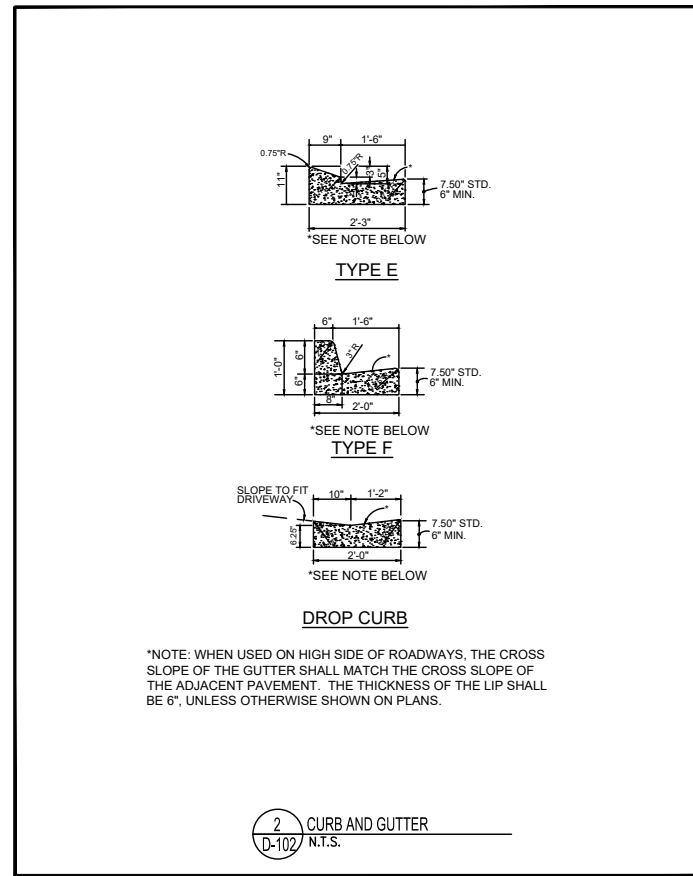 9" 1'-6"
0.75"R
0.75"R
3"
5"
*
11"
7.50" STD.
6" MIN.
2'-3"
*SEE NOTE BELOW
TYPE E
6" 1'-6"
1'-0"
6"
6"
3" R
*
7.50" STD.
6" MIN.
8"
2'-0"
*SEE NOTE BELOW
TYPE F
SLOPE TO FIT
DRIVEWAY
10" 1'-2"
*
6.25"
7.50" STD.
6" MIN.
2'-0"
*SEE NOTE BELOW
DROP CURB
*NOTE: WHEN USED ON HIGH SIDE OF ROADWAYS, THE CROSS
SLOPE OF THE GUTTER SHALL MATCH THE CROSS SLOPE OF
THE ADJACENT PAVEMENT.  THE THICKNESS OF THE LIP SHALL
BE 6", UNLESS OTHERWISE SHOWN ON PLANS.
2 CURB AND GUTTER
D-102 N.T.S.